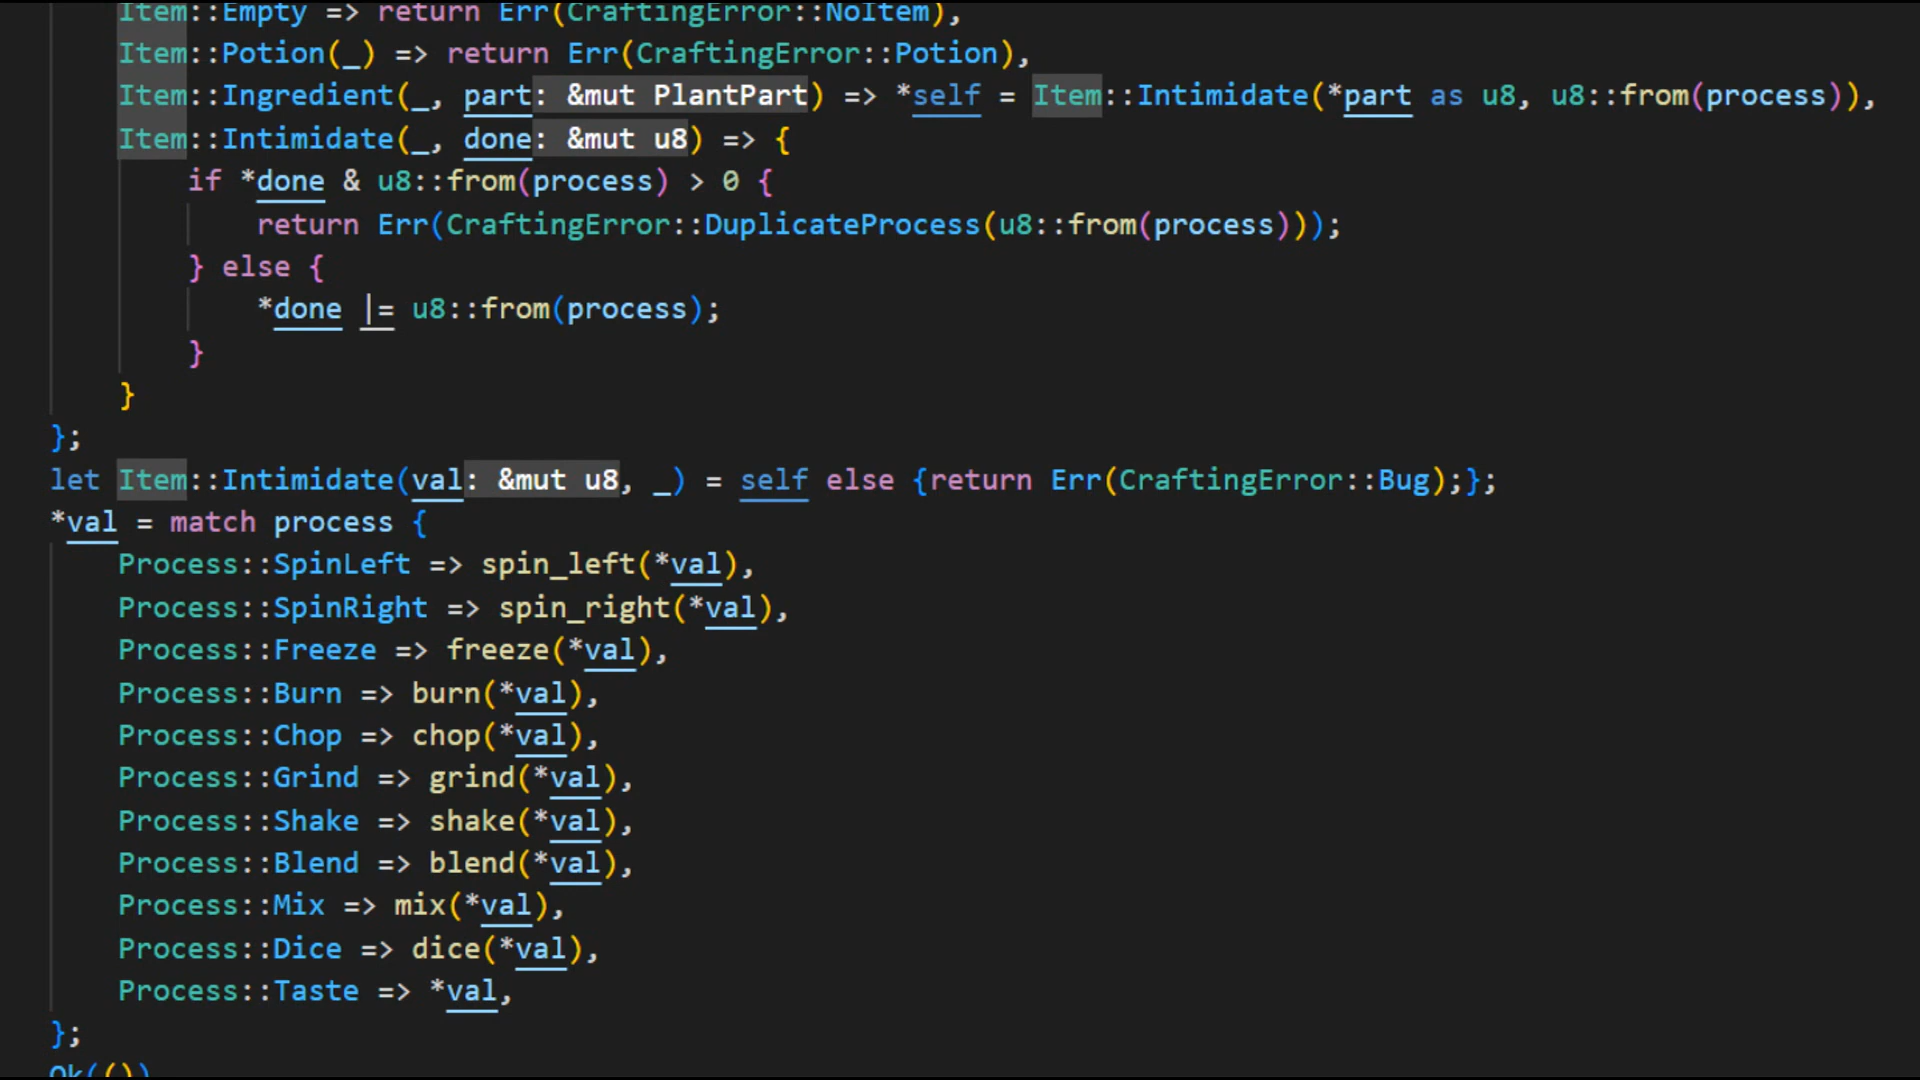 Item::Empty => return Err(CraftingError::NoItem),
Item::Potion(_) => return Err(CraftingError::Potion),
Item::Ingredient(_, part: &mut PlantPart) => *self = Item::Intimidate(*part as u8, u8::from(process)),
Item::Intimidate(_, done: &mut u8) => {
if *done & u8::from(process) > 0 {
return Err(CraftingError::DuplicateProcess(u8::from(process)));
} else {
*done |= u8::from(process);
}
}
};
let Item::Intimidate(val: &mut u8, _) = self else {return Err(CraftingError::Bug);};
*val = match process {
Process::SpinLeft => spin_left(*val),
Process::SpinRight => spin_right(*val),
Process::Freeze => freeze(*val),
Process::Burn => burn(*val),
Process::Chop => chop(*val),
Process::Grind => grind(*val),
Process::Shake => shake(*val),
Process::Blend => blend(*val),
Process::Mix => mix(*val),
Process::Dice => dice(*val),
Process::Taste => *val,
};
Ok(())